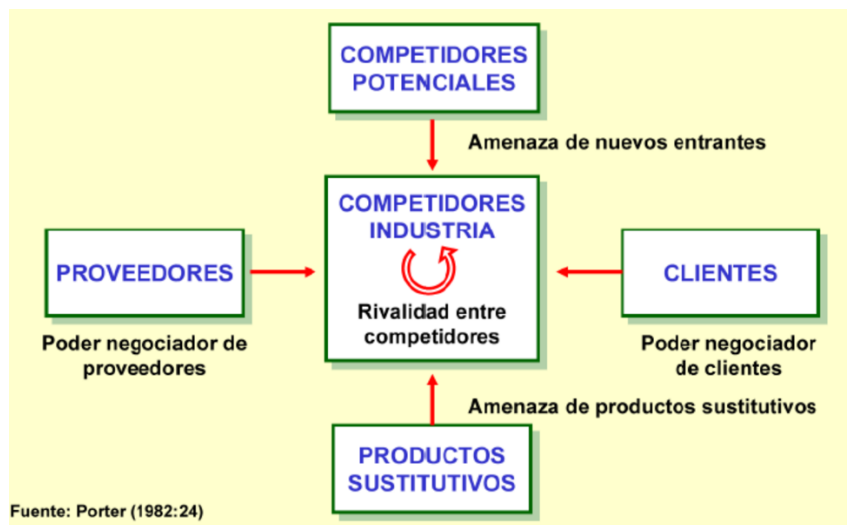 COMPETIDORES
POTENCIALES
Amenaza de nuevos entrantes
COMPETIDORES
INDUSTRIA
Rivalidad entre
competidores
PROVEEDORES
Poder negociador de
proveedores
CLIENTES
Poder negociador
de clientes
Amenaza de productos sustitutivos
PRODUCTOS
SUSTITUTIVOS
Fuente: Porter (1982:24)